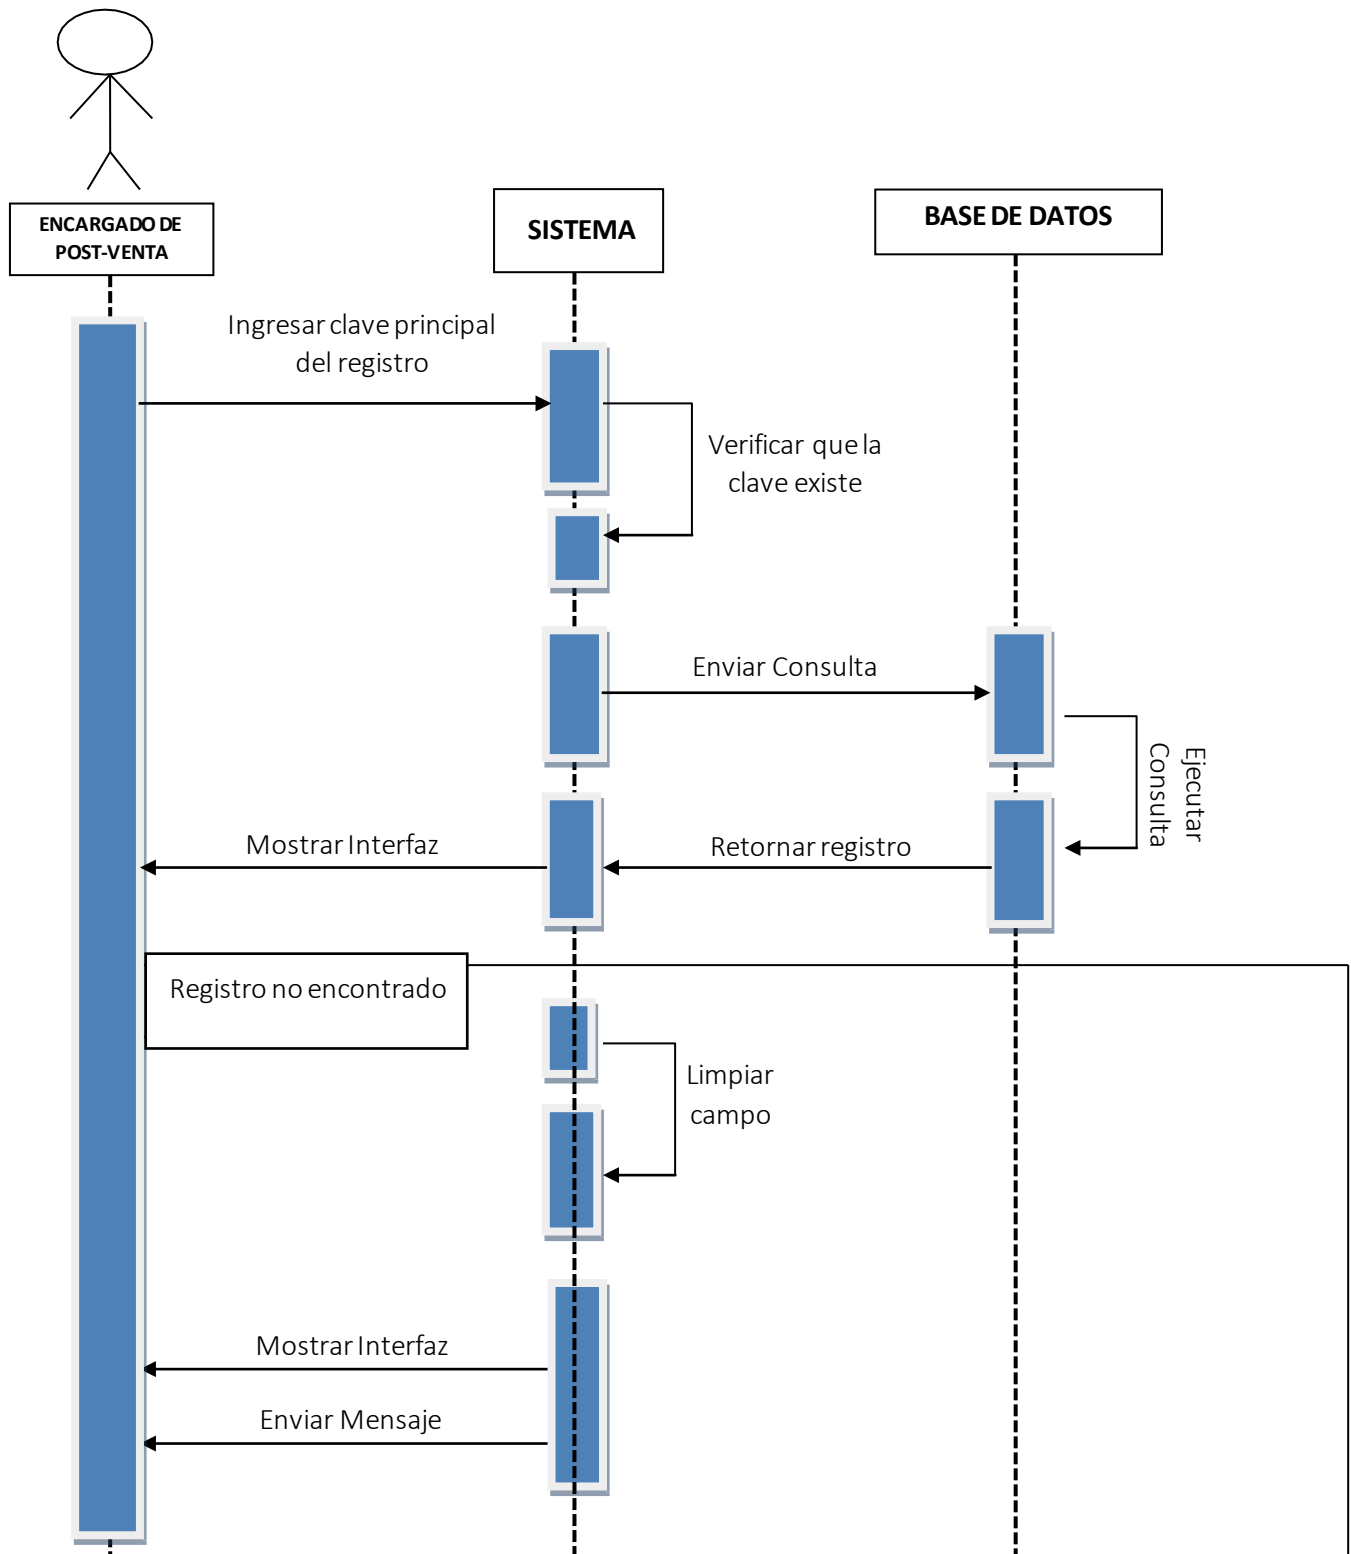 ENCARGADO DE
POST-VENTA
SISTEMA
BASE DE DATOS
Ingresar clave principal
del registro
Verificar que la
clave existe
Enviar Consulta
Ejecutar
Consulta
Mostrar Interfaz
Retornar registro
Registro no encontrado
Limpiar
campo
Mostrar Interfaz
Enviar Mensaje